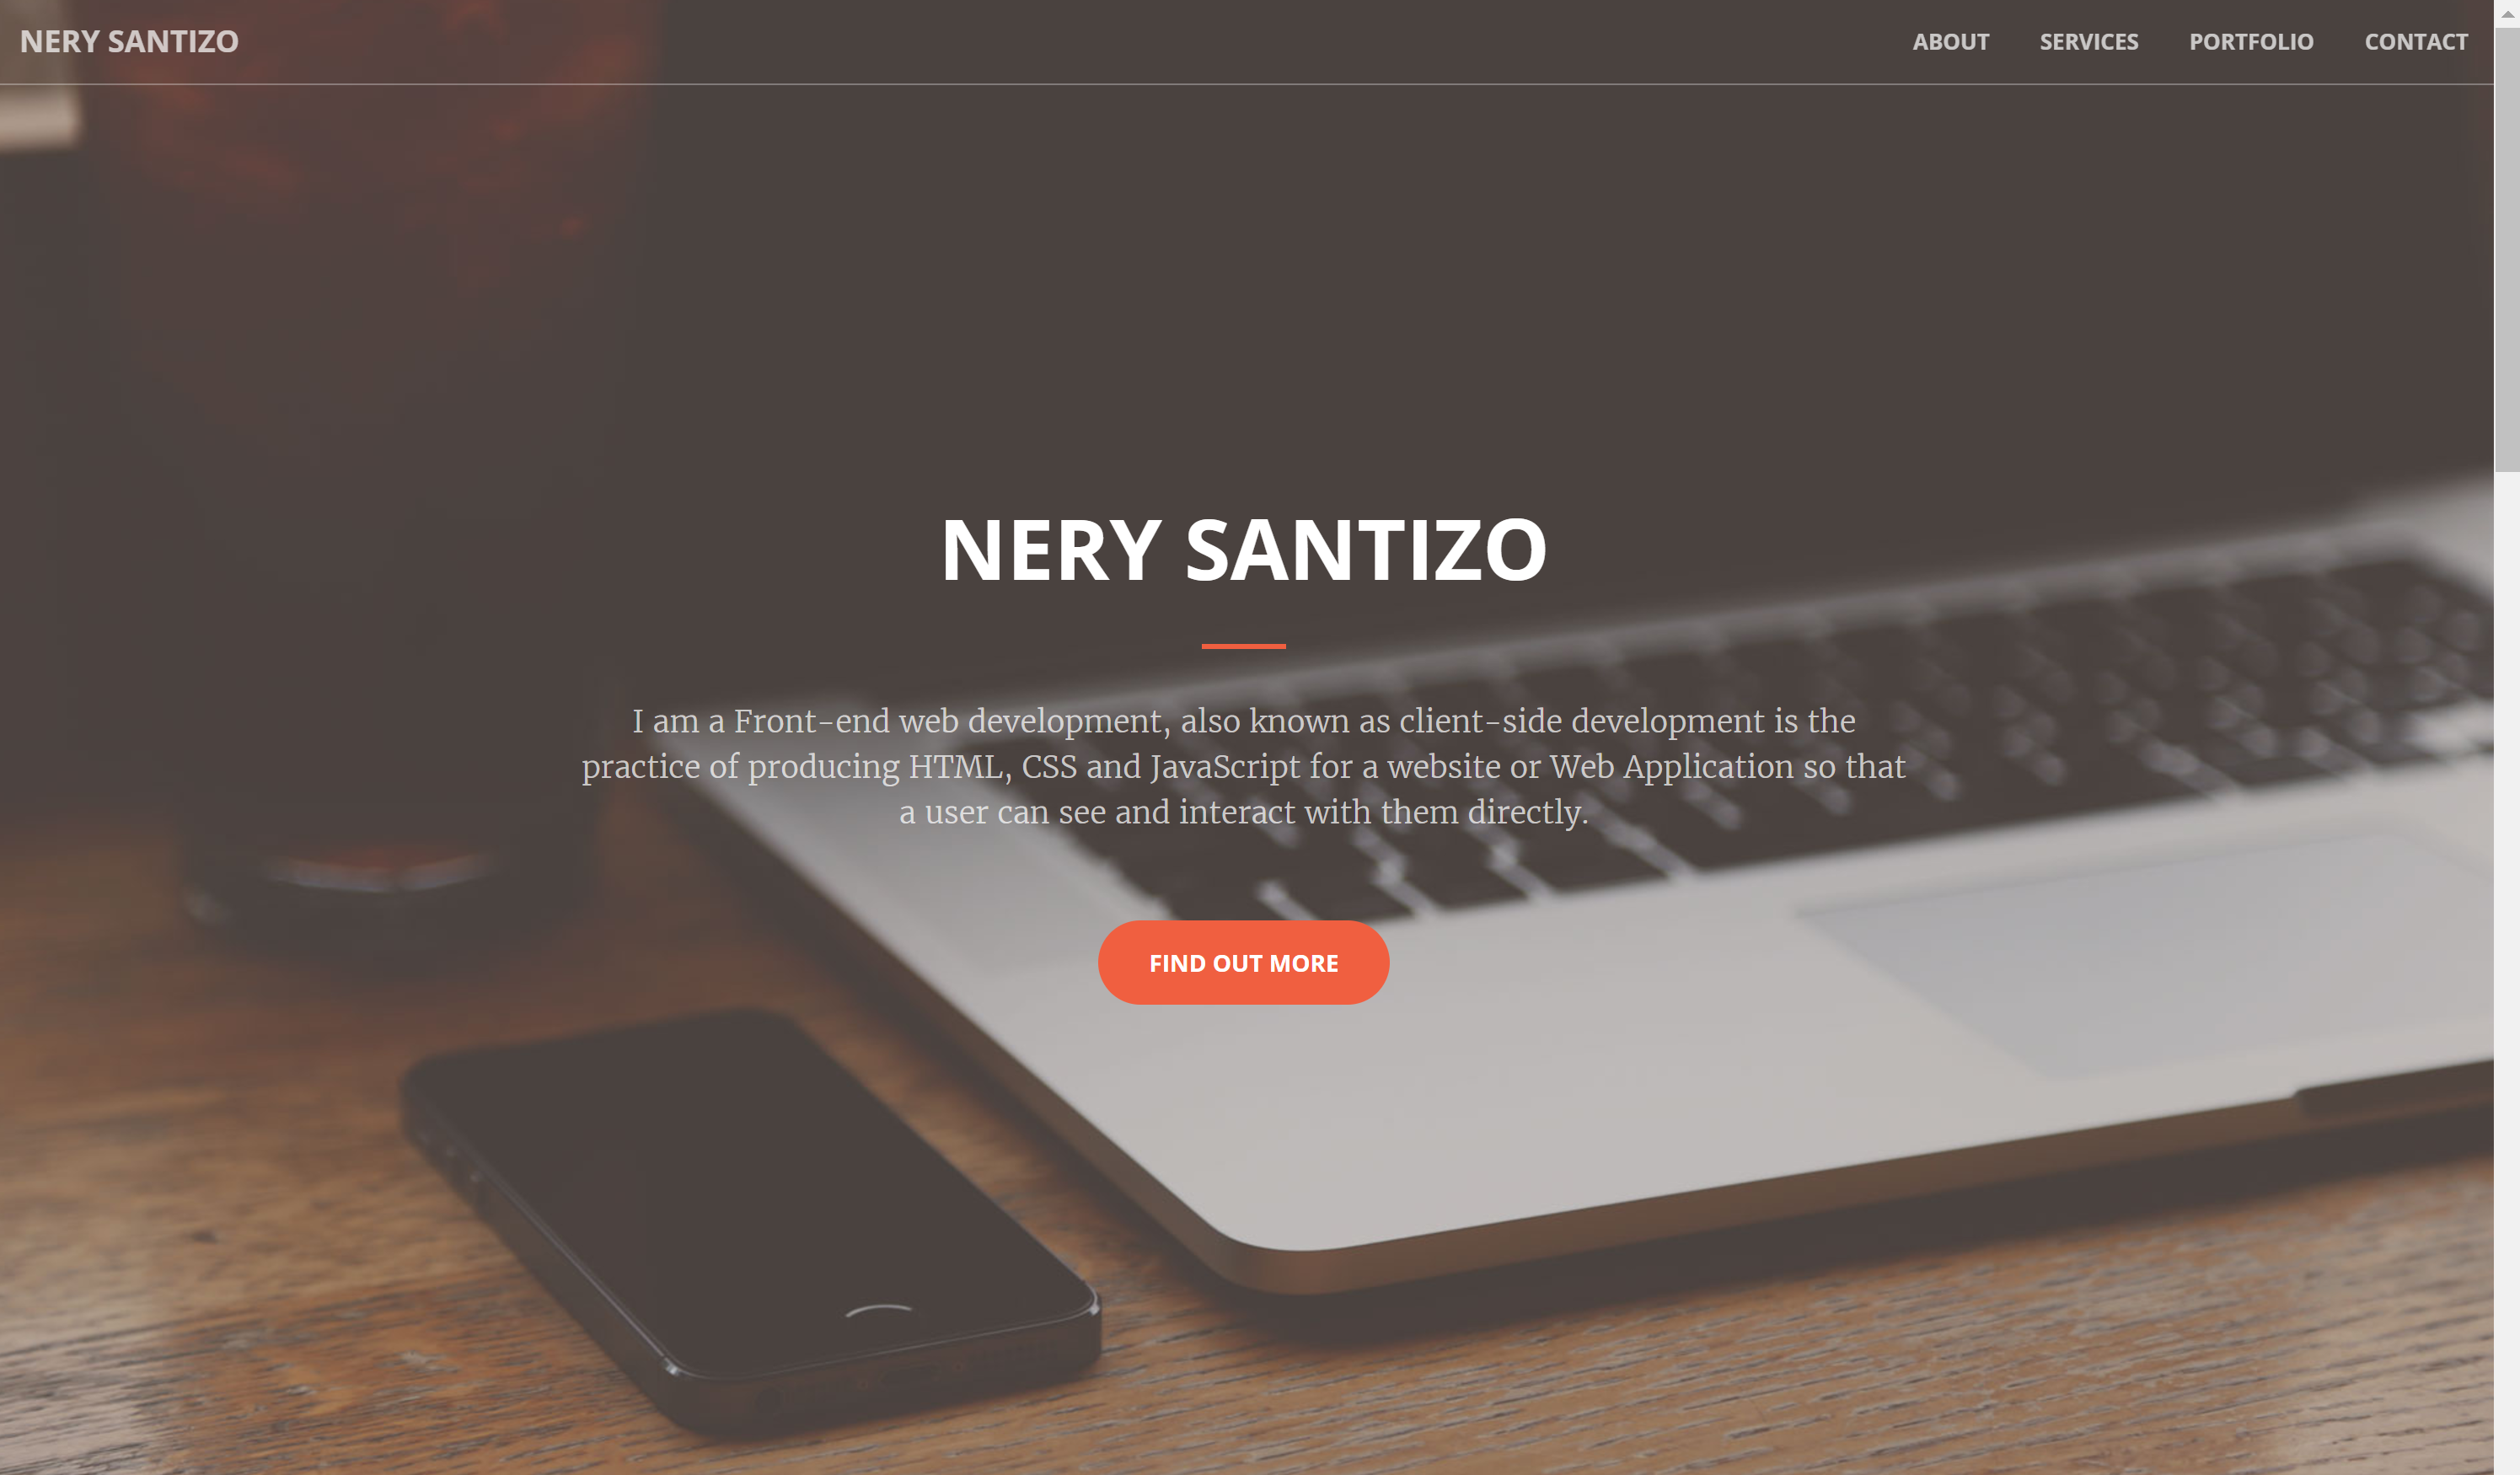 NERY SANTIZO
ABOUT SERVICES PORTFOLIO CONTACT
NERY SANTIZO
I am a Front-end web development, also known as client-side development is the
practice of producing HTML, CSS and JavaScript for a website or Web Application so that
a user can see and interact with them directly.
FIND OUT MORE